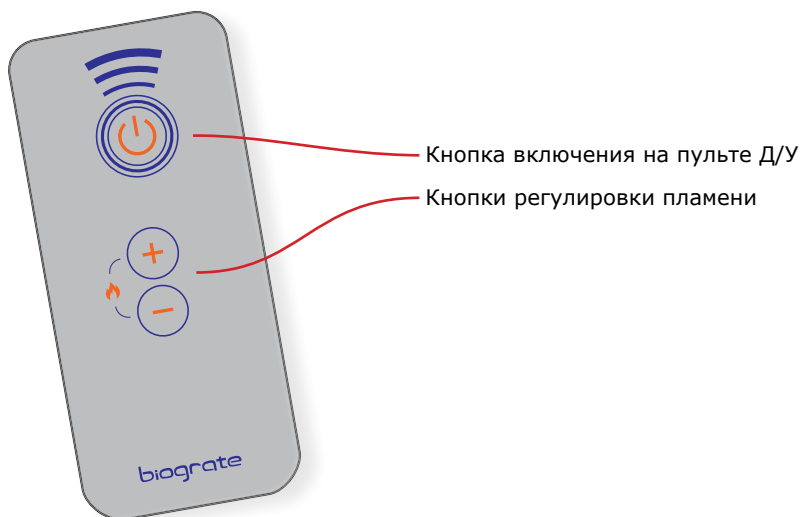 Кнопка включения на пульте Д/У
Кнопки регулировки пламени
biograte